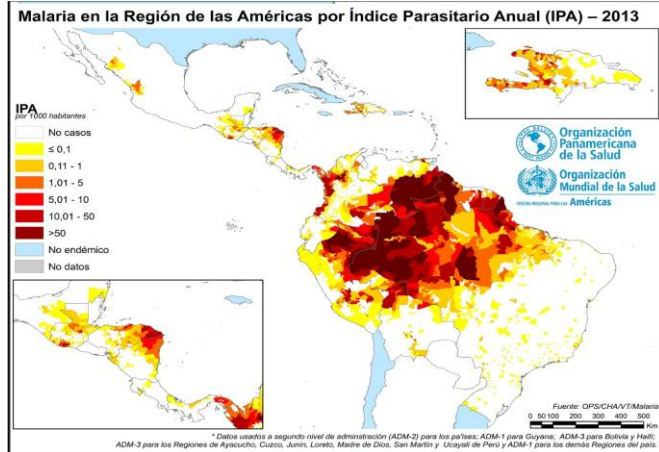 Malaria en la Región de las Américas por Índice Parasitario Anual (IPA) – 2013
IPA
por 1000 habitantes
No casos
≤ 0,1
0,11 - 1
1,01 - 5
5,01 - 10
10,01 - 50
>50
No endémico
No datos
Organización
Panamericana
de la Salud
Organización
Mundial de la Salud
OFICINA REGIONAL PARA LAS Américas
Fuente: OPS/CHA/VT/Malaria
0 50 100 200 300 400 500
Km
* Datos usados a segundo nivel de adminstración (ADM-2) para los países; ADM-1 para Guyana; ADM-3 para Bolivia y Haití;
ADM-3 para los Regiones de Ayacucho, Cuzco, Junín, Loreto, Madre de Dios, San Martín y Ucayali de Perú y ADM-1 para los demás Regiones del país.